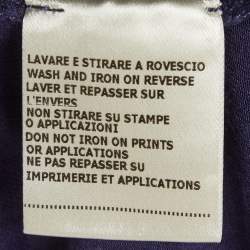 LAVARE E STIRARE A ROVESCIO
WASH AND IRON ON REVERSE
LAVER ET REPASSER SUR
L'ENVERS
NON STIRARE SU STAMPE
O APPLICAZIONI
DON NOT IRON ON PRINTS
OR APPLICATIONS
NE PAS REPASSER SU
IMPRIMERIE ET APPLICATIONS